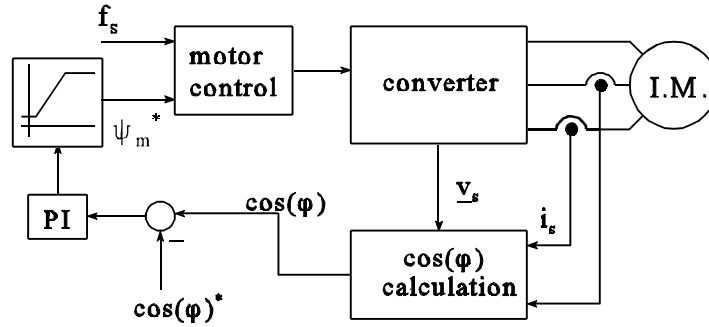 f_s
motor
control
converter
I.M.
ψ_m*
v_s
PI
cos(φ)
i_s
cos(φ)
calculation
−
cos(φ)*